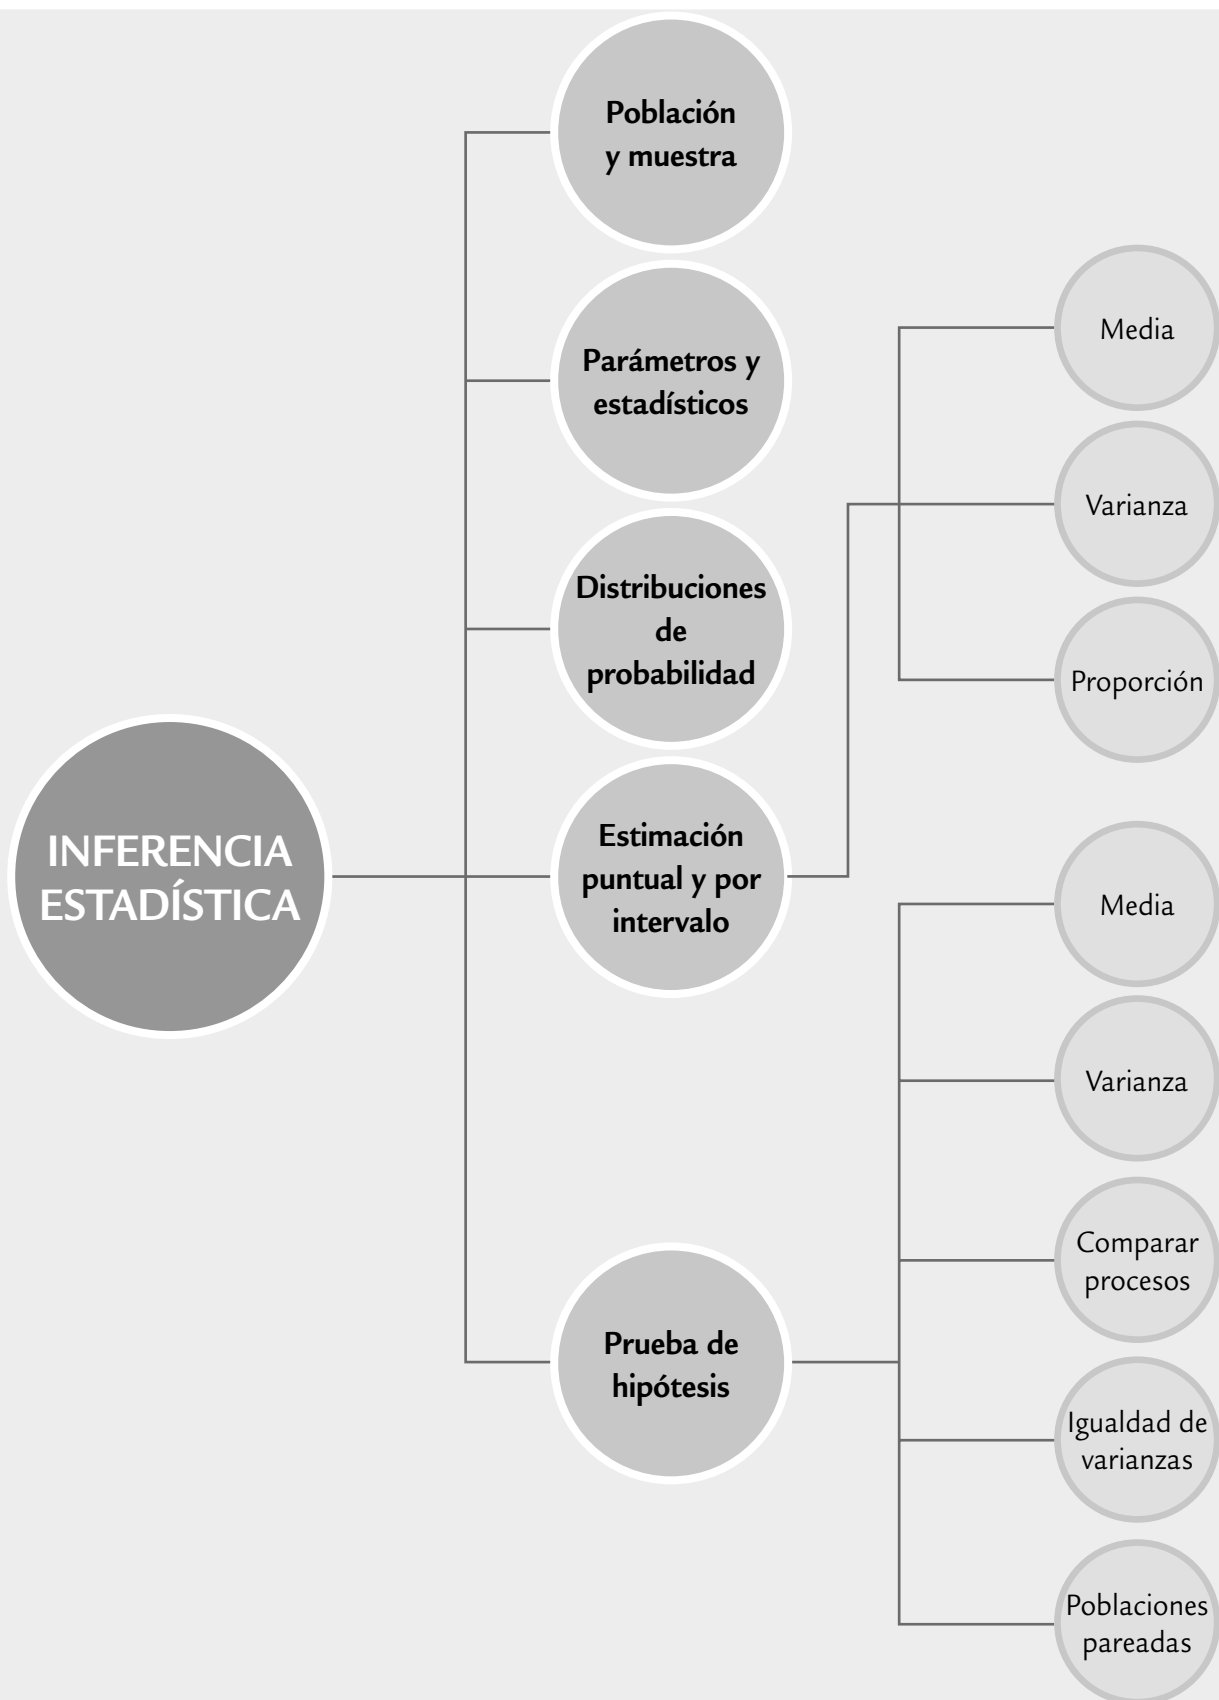 Población
y muestra
Parámetros y
estadísticos
Distribuciones
de
probabilidad
INFERENCIA
ESTADÍSTICA
Estimación
puntual y por
intervalo
Prueba de
hipótesis
Media
Varianza
Proporción
Media
Varianza
Comparar
procesos
Igualdad de
varianzas
Poblaciones
pareadas